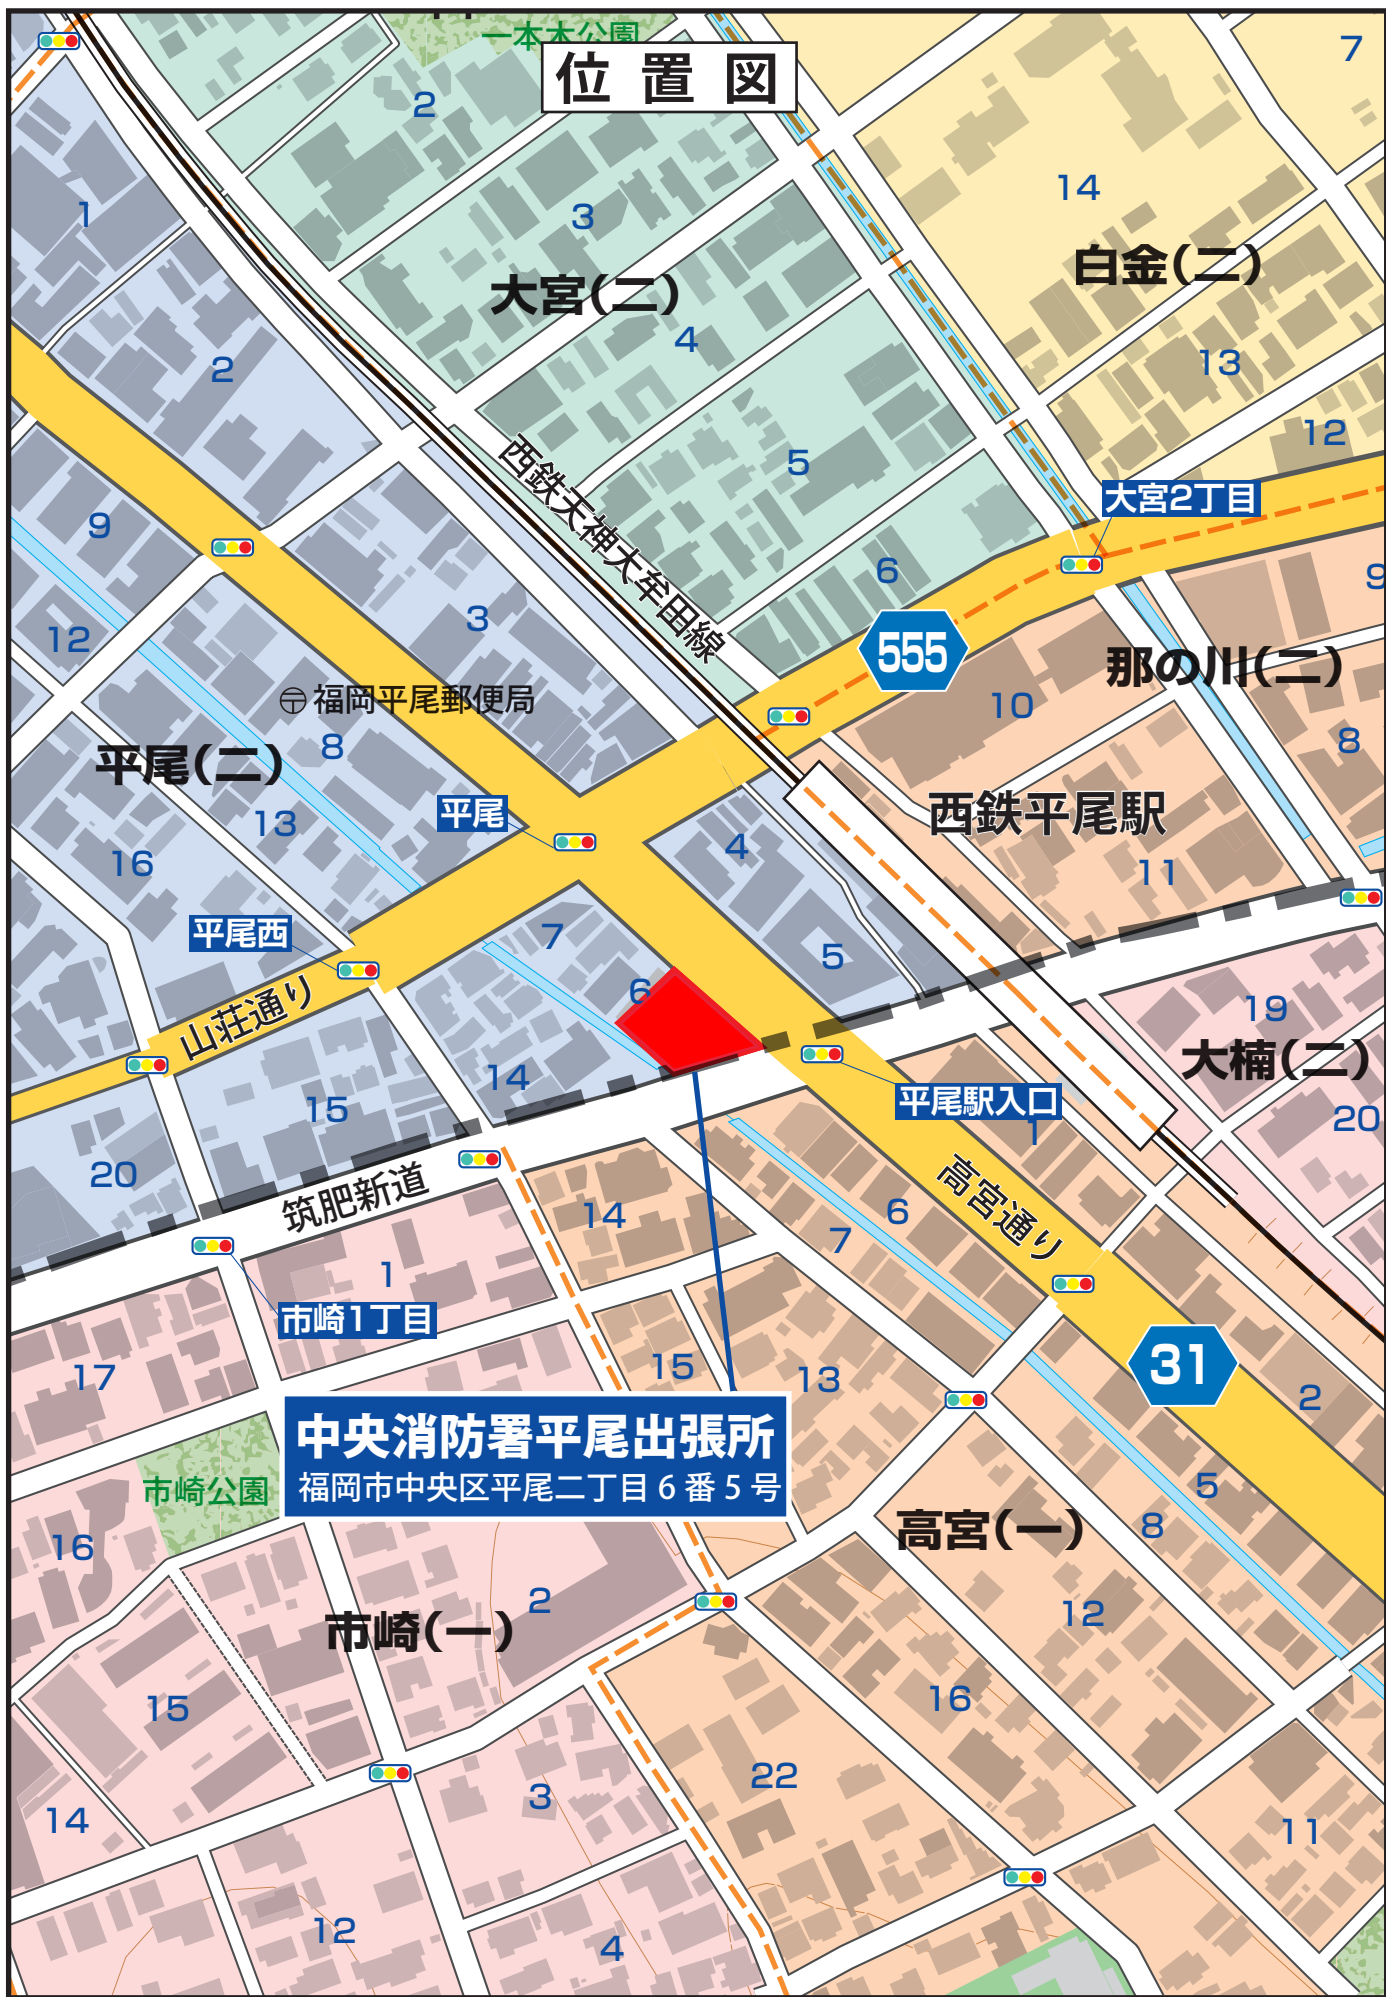 一本木公園
位置図
7
2
14
1
3
白金(二)
大宮(二)
4
13
2
12
5
西鉄天神大牟田線
大宮2丁目
9
6
9
3
12
555
那の川(二)
福岡平尾郵便局
10
8
8
平尾(二)
平尾
13
西鉄平尾駅
4
16
11
平尾西
7
5
6
山荘通り
19
大楠(二)
14
15
平尾駅入口
1
20
20
筑肥新道
高宮通り
14
6
7
1
市崎1丁目
31
17
15
13
2
中央消防署平尾出張所
福岡市中央区平尾二丁目6番5号
市崎公園
5
8
高宮(一)
16
2
12
市崎(一)
15
16
22
3
14
11
12
4